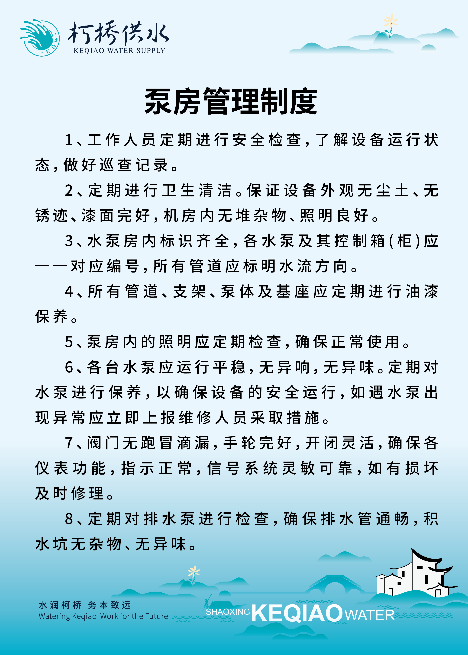 柯桥供水
KEQIAO WATER SUPPLY
泵房管理制度
1、工作人员定期进行安全检查,了解设备运行状
态,做好巡查记录。
2、定期进行卫生清洁。保证设备外观无尘土、无
锈迹、漆面完好,机房内无堆杂物、照明良好。
3、水泵房内标识齐全,各水泵及其控制箱(柜)应
一一对应编号,所有管道应标明水流方向。
4、所有管道、支架、泵体及基座应定期进行油漆
保养。
5、泵房内的照明应定期检查,确保正常使用。
6、各台水泵应运行平稳,无异响,无异味。定期对
水泵进行保养,以确保设备的安全运行,如遇水泵出
现异常应立即上报维修人员采取措施。
7、阀门无跑冒滴漏,手轮完好,开闭灵活,确保各
仪表功能,指示正常,信号系统灵敏可靠,如有损坏
及时修理。
8、定期对排水泵进行检查,确保排水管通畅,积
水坑无杂物、无异味。
水润柯桥 务本致远
Watering Keqiao Work for the Future
SHAOXING KEQIAO WATER